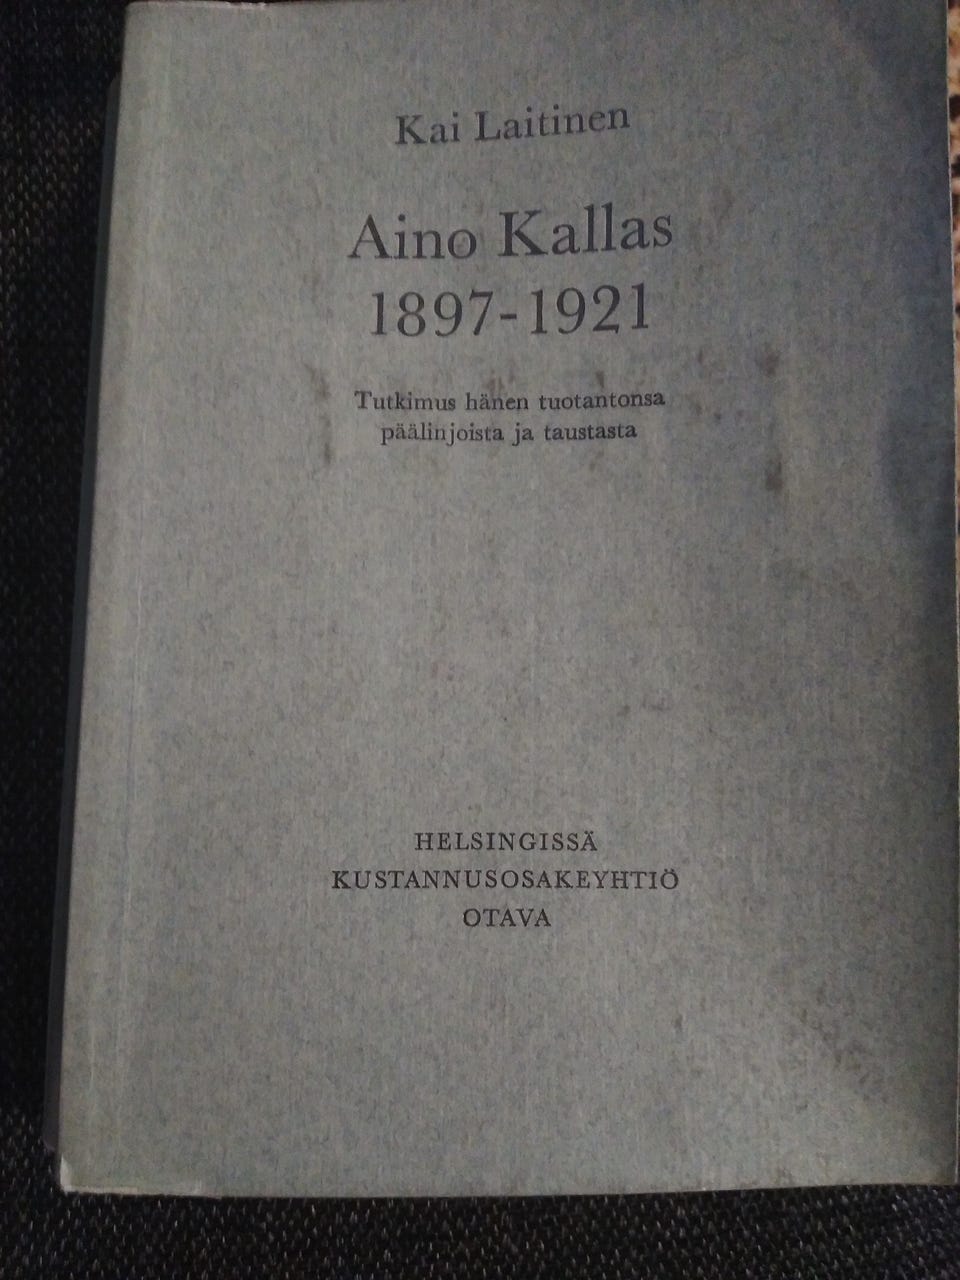 Kai Laitinen
Aino Kallas
1897-1921
Tutkimus hänen tuotantonsa
päälinjoista ja taustasta
HELSINGISSÄ
KUSTANNUSOSAKEYHTIÖ
OTAVA